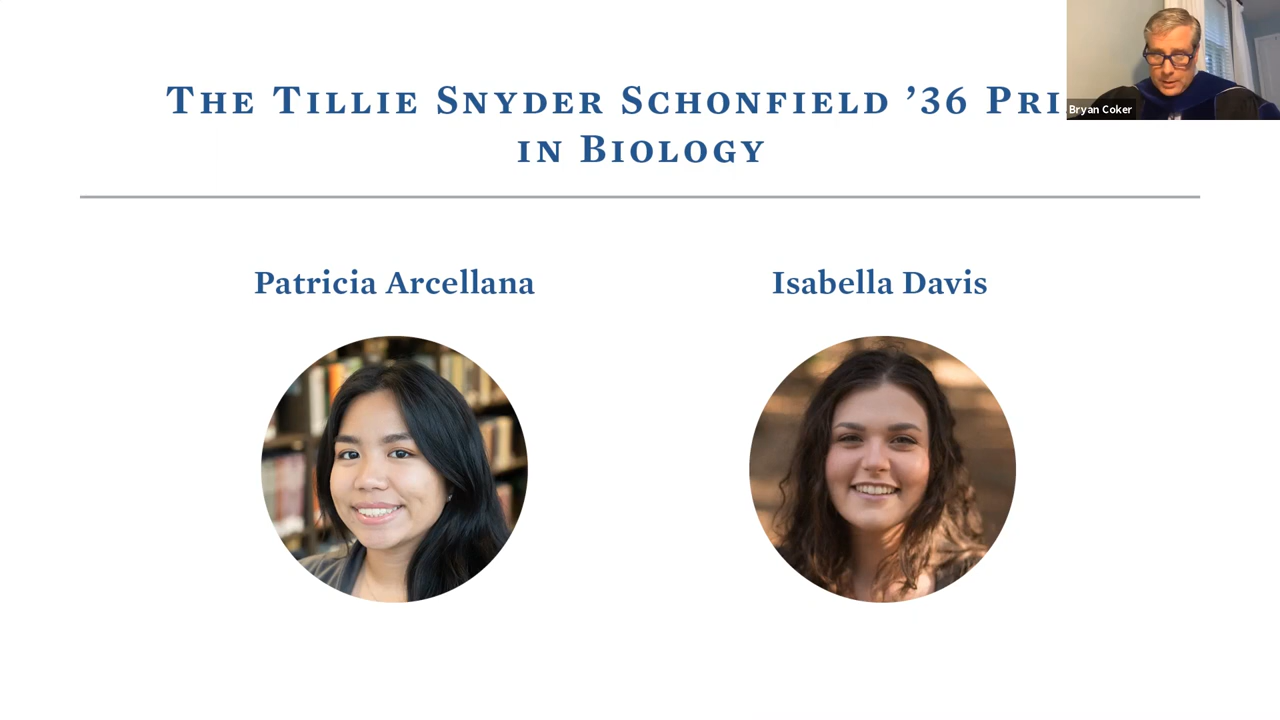 The Tillie Snyder Schonfield ’36 Pri
in Biology
Bryan Coker
Patricia Arcellana
Isabella Davis